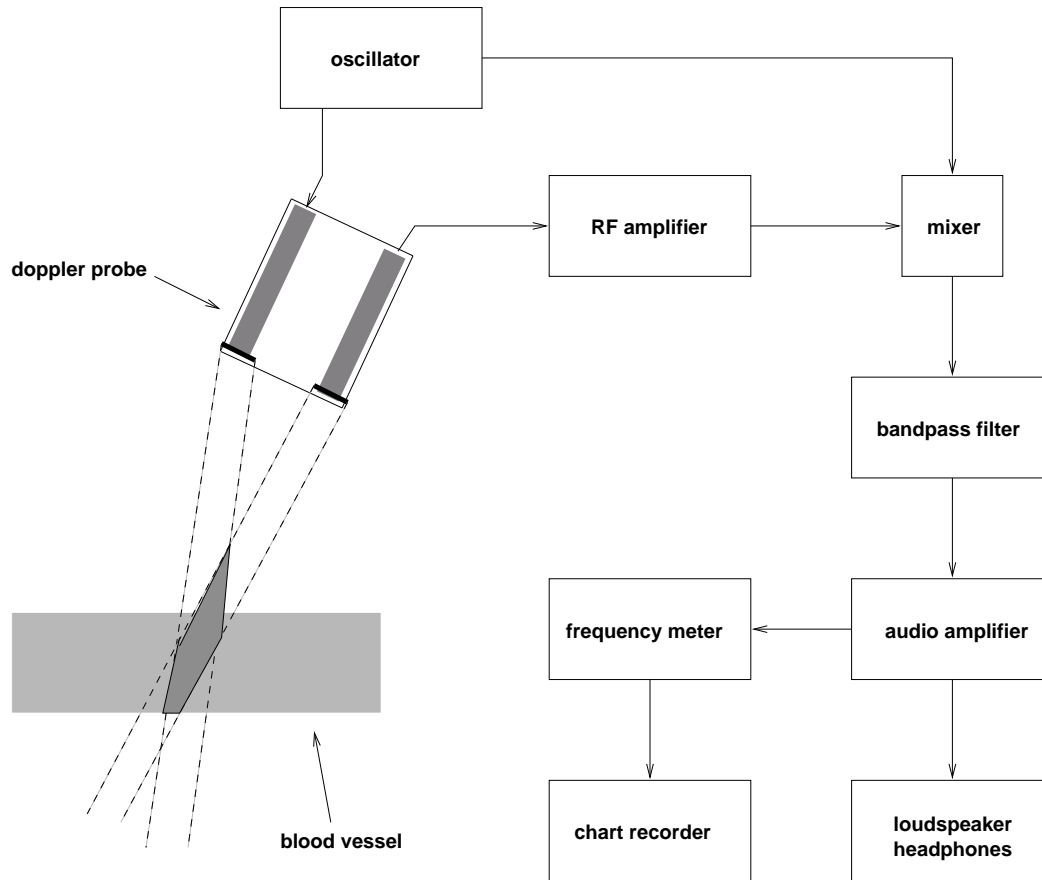 oscillator
RF amplifier
mixer
doppler probe
bandpass filter
frequency meter
audio amplifier
blood vessel
chart recorder
loudspeaker
headphones